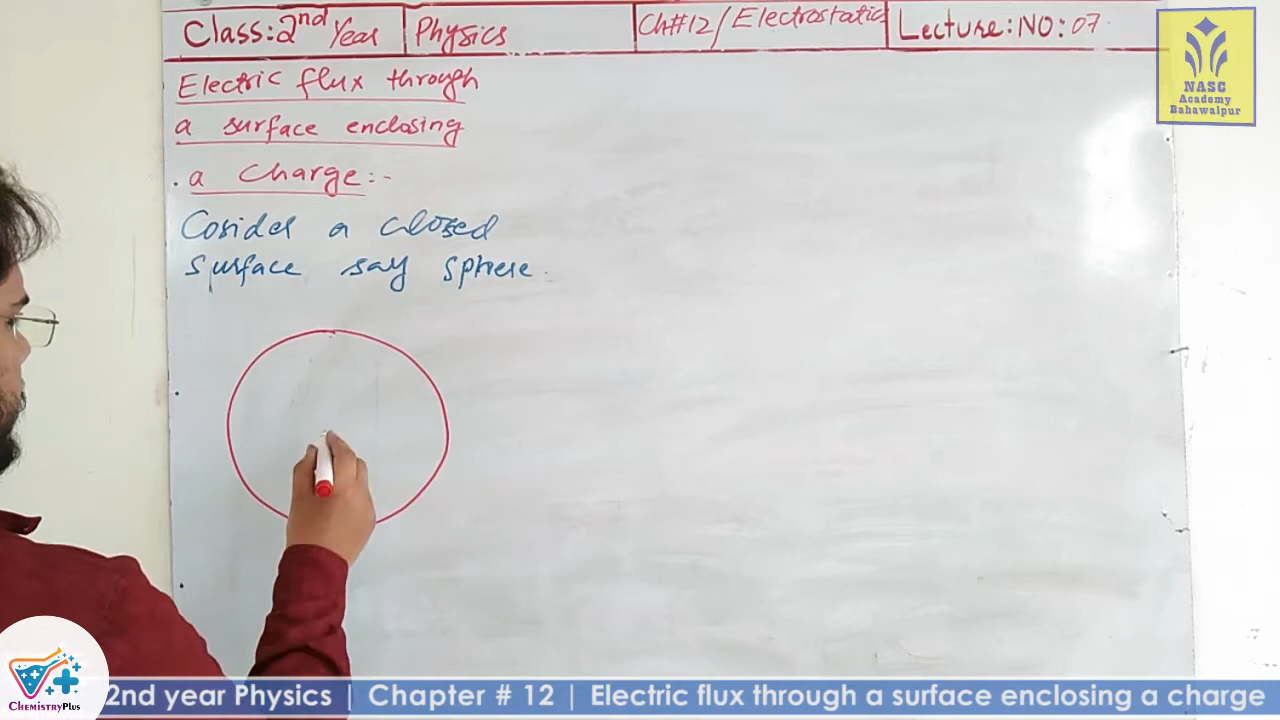 Class: 2nd Year
Physics
Ch#12/Electrostatic
Lecture: NO: 07
NASC
Academy
Bahawalpur
Electric flux through
a surface enclosing
a Charge:-
Cosider a closed
surface say sphere.
ChemistryPlus
2nd year Physics | Chapter # 12 | Electric flux through a surface enclosing a charge